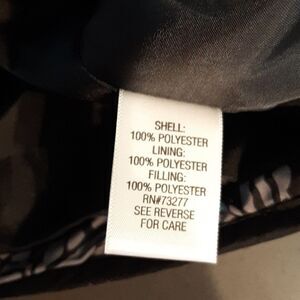 SHELL:
100% POLYESTER
LINING:
100% POLYESTER
FILLING:
100% POLYESTER
RN#73277
SEE REVERSE
FOR CARE